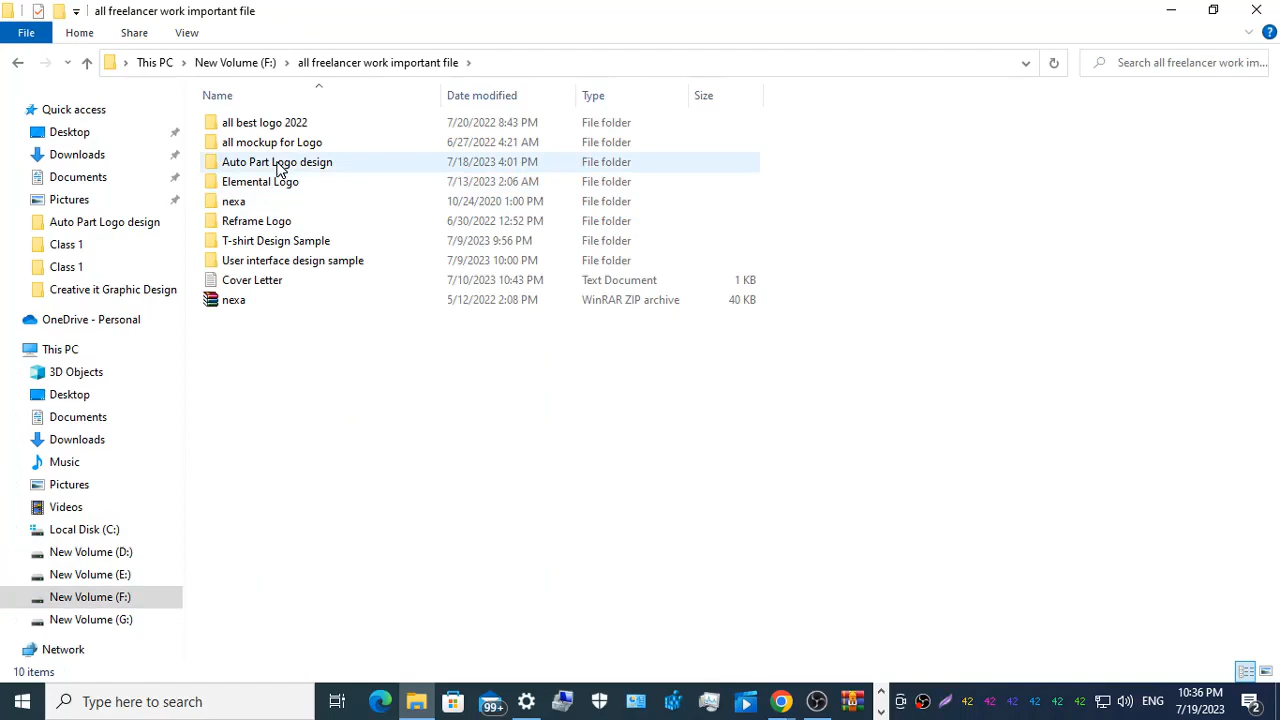 all freelancer work important file
File Home Share View
This PC New Volume (F:) all freelancer work important file
Search all freelancer work im...
Name Date modified Type Size
Quick access
Desktop
Downloads
Documents
Pictures
Auto Part Logo design
Class 1
Class 1
Creative it Graphic Design
OneDrive - Personal
This PC
3D Objects
Desktop
Documents
Downloads
Music
Pictures
Videos
Local Disk (C:)
New Volume (D:)
New Volume (E:)
New Volume (F:)
New Volume (G:)
Network
all best logo 2022 7/20/2022 8:43 PM File folder
all mockup for Logo 6/27/2022 4:21 AM File folder
Auto Part Logo design 7/18/2023 4:01 PM File folder
Elemental Logo 7/13/2023 2:06 AM File folder
nexa 10/24/2020 1:00 PM File folder
Reframe Logo 6/30/2022 12:52 PM File folder
T-shirt Design Sample 7/9/2023 9:56 PM File folder
User interface design sample 7/9/2023 10:00 PM File folder
Cover Letter 7/10/2023 10:43 PM Text Document 1 KB
nexa 5/12/2022 2:08 PM WinRAR ZIP archive 40 KB
10 items
Type here to search
99+
42 42 42 42 42
ENG
10:36 PM
7/19/2023
2